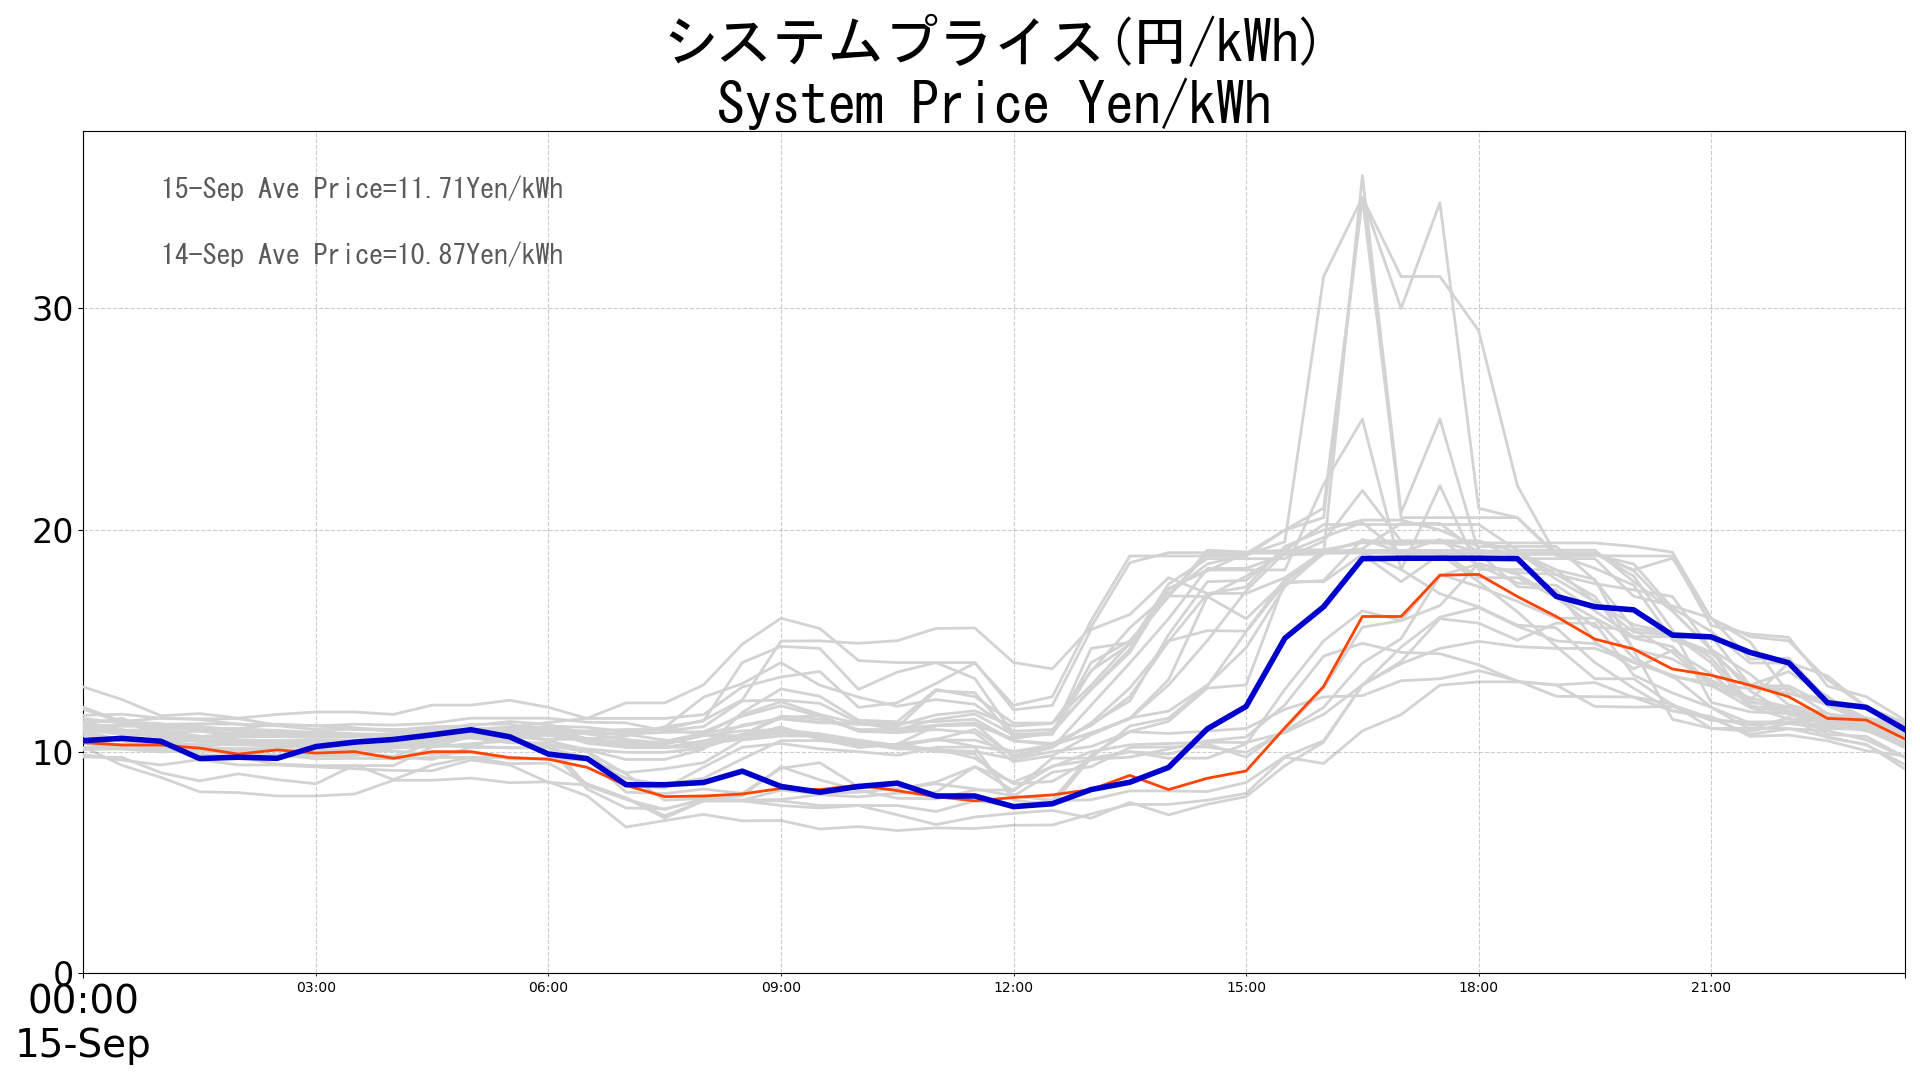 システムプライス(円/kWh)
System Price Yen/kWh
15-Sep Ave Price=11.71Yen/kWh
14-Sep Ave Price=10.87Yen/kWh
30
20
10
0
00:00 03:00 06:00 09:00 12:00 15:00 18:00 21:00
15-Sep